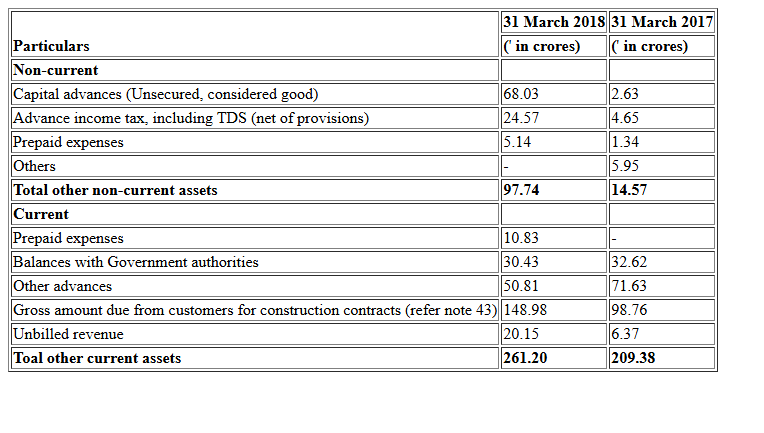 31 March 2018 31 March 2017
Particulars (' in crores) (' in crores)
Non-current
Capital advances (Unsecured, considered good) 68.03 2.63
Advance income tax, including TDS (net of provisions) 24.57 4.65
Prepaid expenses 5.14 1.34
Others - 5.95
Total other non-current assets 97.74 14.57
Current
Prepaid expenses 10.83 -
Balances with Government authorities 30.43 32.62
Other advances 50.81 71.63
Gross amount due from customers for construction contracts (refer note 43) 148.98 98.76
Unbilled revenue 20.15 6.37
Toal other current assets 261.20 209.38